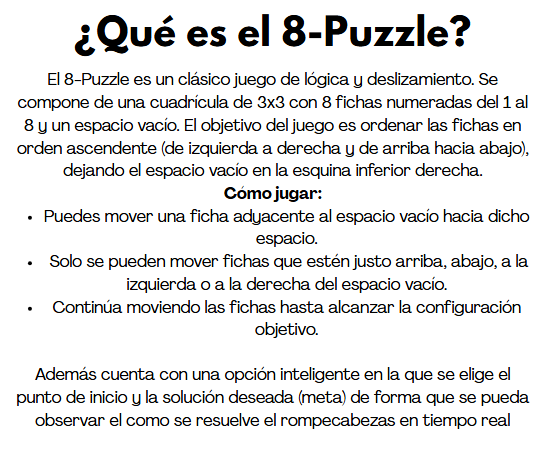 ¿Qué es el 8-Puzzle?
El 8-Puzzle es un clásico juego de lógica y deslizamiento. Se
compone de una cuadrícula de 3x3 con 8 fichas numeradas del 1 al
8 y un espacio vacío. El objetivo del juego es ordenar las fichas en
orden ascendente (de izquierda a derecha y de arriba hacia abajo),
dejando el espacio vacío en la esquina inferior derecha.
Cómo jugar:
• Puedes mover una ficha adyacente al espacio vacío hacia dicho
espacio.
• Solo se pueden mover fichas que estén justo arriba, abajo, a la
izquierda o a la derecha del espacio vacío.
• Continúa moviendo las fichas hasta alcanzar la configuración
objetivo.
Además cuenta con una opción inteligente en la que se elige el
punto de inicio y la solución deseada (meta) de forma que se pueda
observar el como se resuelve el rompecabezas en tiempo real